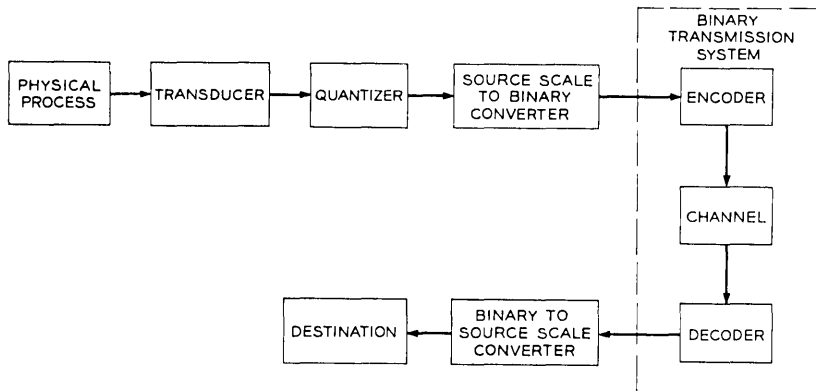 BINARY
TRANSMISSION
SYSTEM
PHYSICAL
PROCESS
TRANSDUCER
QUANTIZER
SOURCE SCALE
TO BINARY
CONVERTER
ENCODER
CHANNEL
DECODER
BINARY TO
SOURCE SCALE
CONVERTER
DESTINATION